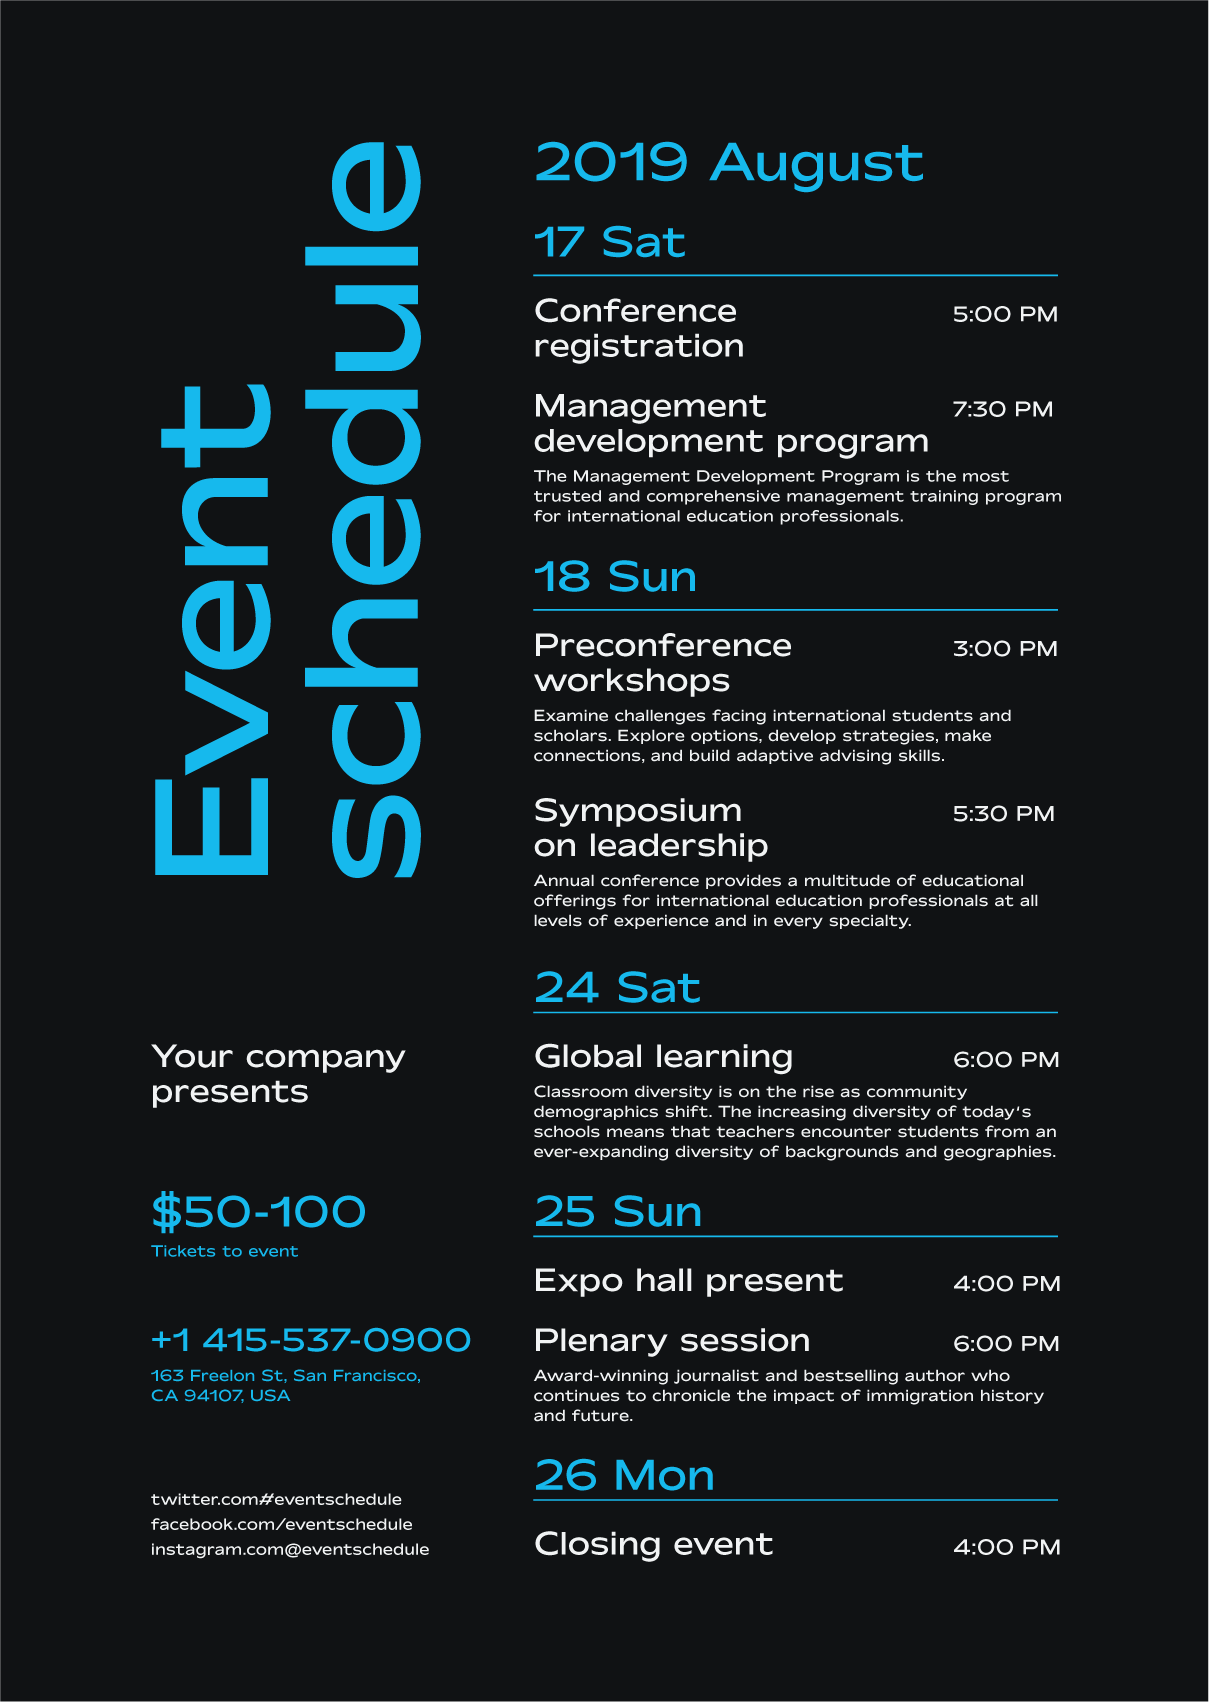 Event
schedule
Your company
presents
$50-100
Tickets to event
+1 415-537-0900
163 Freelon St, San Francisco,
CA 94107, USA
twitter.com#eventschedule
facebook.com/eventschedule
instagram.com@eventschedule
2019 August
17 Sat
Conference 5:00 PM
registration
Management 7:30 PM
development program
The Management Development Program is the most
trusted and comprehensive management training program
for international education professionals.
18 Sun
Preconference 3:00 PM
workshops
Examine challenges facing international students and
scholars. Explore options, develop strategies, make
connections, and build adaptive advising skills.
Symposium 5:30 PM
on leadership
Annual conference provides a multitude of educational
offerings for international education professionals at all
levels of experience and in every specialty.
24 Sat
Global learning 6:00 PM
Classroom diversity is on the rise as community
demographics shift. The increasing diversity of today‘s
schools means that teachers encounter students from an
ever-expanding diversity of backgrounds and geographies.
25 Sun
Expo hall present 4:00 PM
Plenary session 6:00 PM
Award-winning journalist and bestselling author who
continues to chronicle the impact of immigration history
and future.
26 Mon
Closing event 4:00 PM